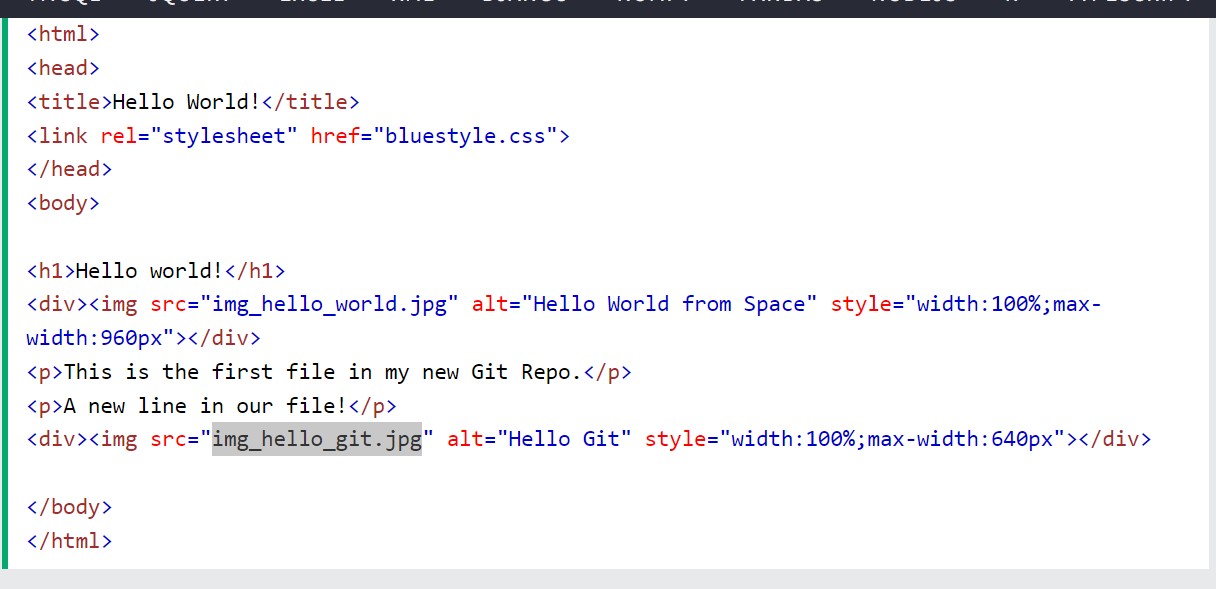 <html>
<head>
<title>Hello World!</title>
<link rel="stylesheet" href="bluestyle.css">
</head>
<body>
<h1>Hello world!</h1>
<div><img src="img_hello_world.jpg" alt="Hello World from Space" style="width:100%;max-
width:960px"></div>
<p>This is the first file in my new Git Repo.</p>
<p>A new line in our file!</p>
<div><img src="img_hello_git.jpg" alt="Hello Git" style="width:100%;max-width:640px"></div>
</body>
</html>